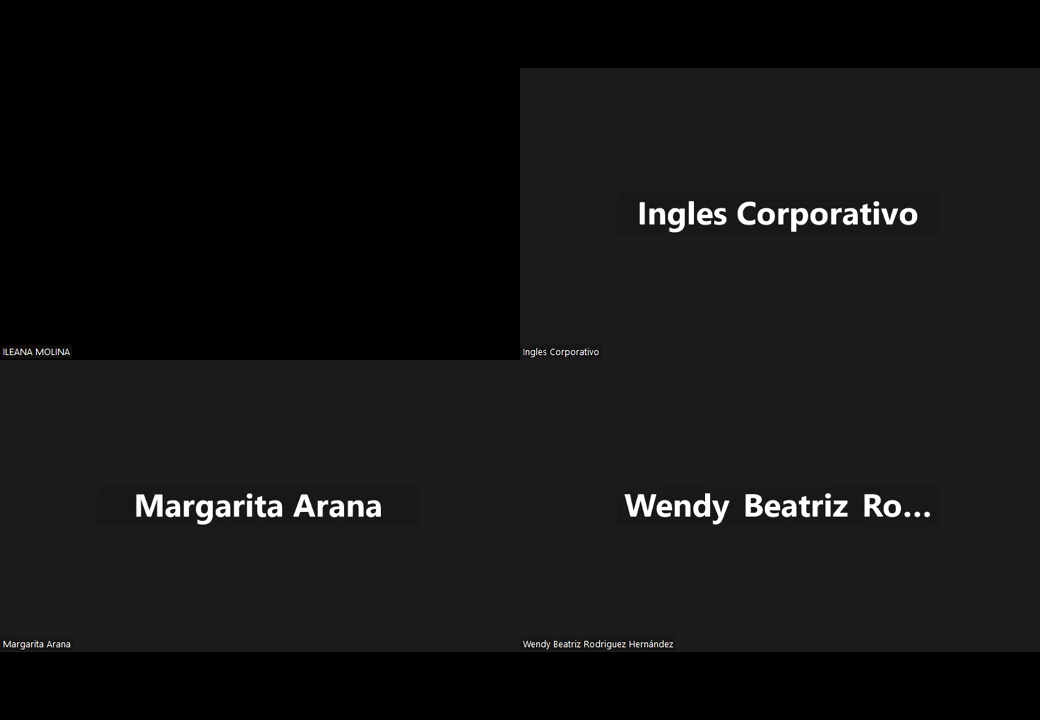 Ingles Corporativo
ILEANA MOLINA
Ingles Corporativo
Margarita Arana
Wendy Beatriz Ro...
Margarita Arana
Wendy Beatriz Rodriguez Hernández